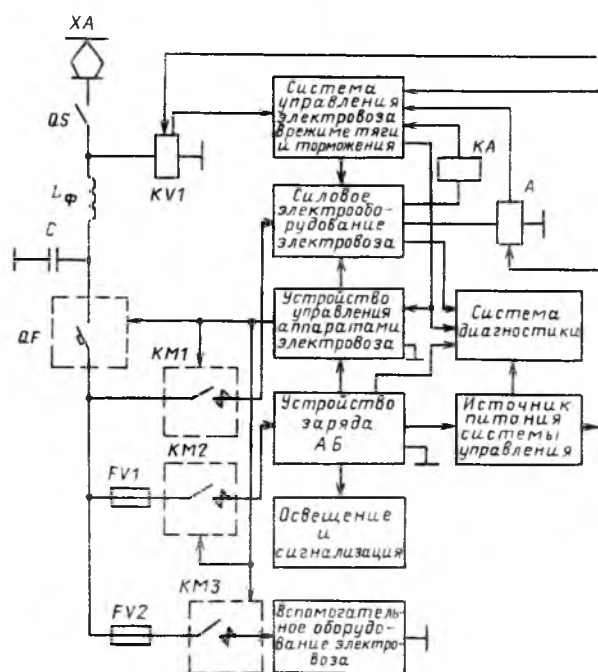 ХА
QS
Система
управления
электровоза
в режиме тяги
и торможения
KA
A
KV1
Lф
Силовое
электрообо-
рудование
электровоза
C
QF
Устройство
управления
аппаратами
электровоза
Система
диагностики
KM1
Устройство
заряда
АБ
Источник
питания
системы
управления
KM2
FV1
Освещение
и
сигнализация
KM3
FV2
Вспомогатель-
ное оборудо-
вание электро-
воза